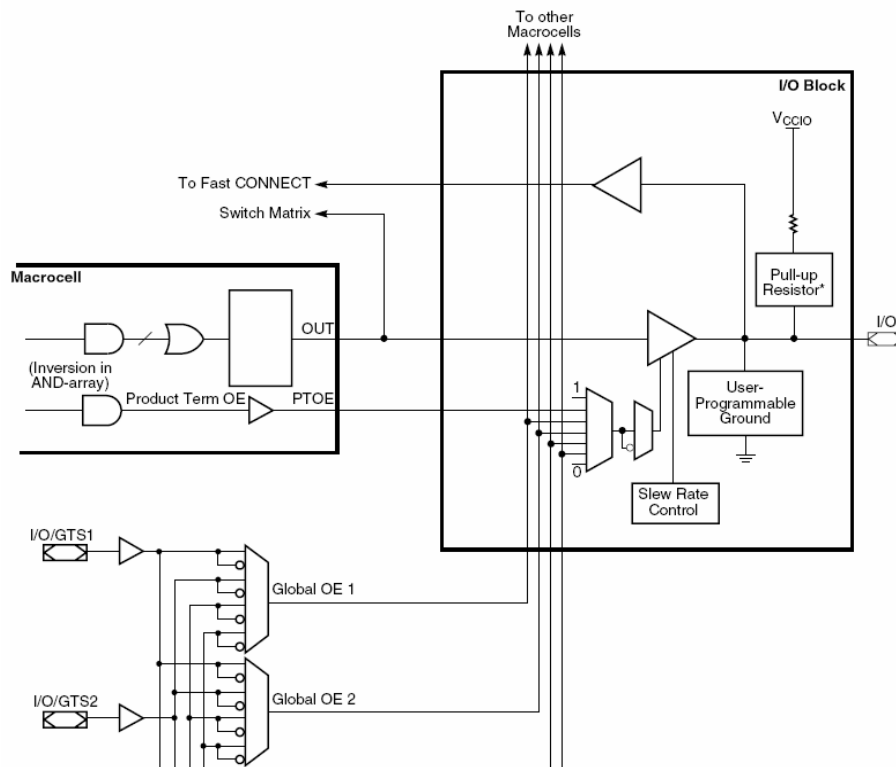 To other
Macrocells
I/O Block
VCCIO
To Fast CONNECT
Switch Matrix
Macrocell
Pull-up
Resistor*
I/O
OUT
(Inversion in
AND-array)
Product Term OE
PTOE
1
User-
Programmable
Ground
0
Slew Rate
Control
I/O/GTS1
Global OE 1
I/O/GTS2
Global OE 2